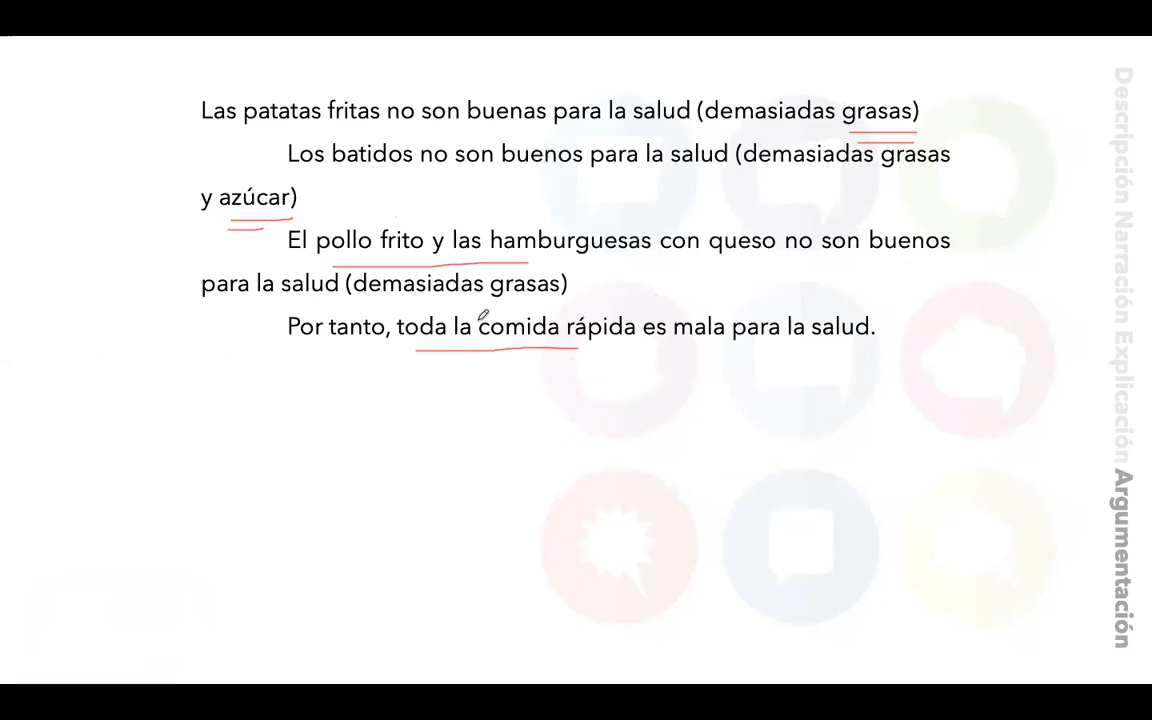 Las patatas fritas no son buenas para la salud (demasiadas grasas)
Los batidos no son buenos para la salud (demasiadas grasas
y azúcar)
El pollo frito y las hamburguesas con queso no son buenos
para la salud (demasiadas grasas)
Por tanto, toda la comida rápida es mala para la salud.
Descripción Narración Explicación Argumentación